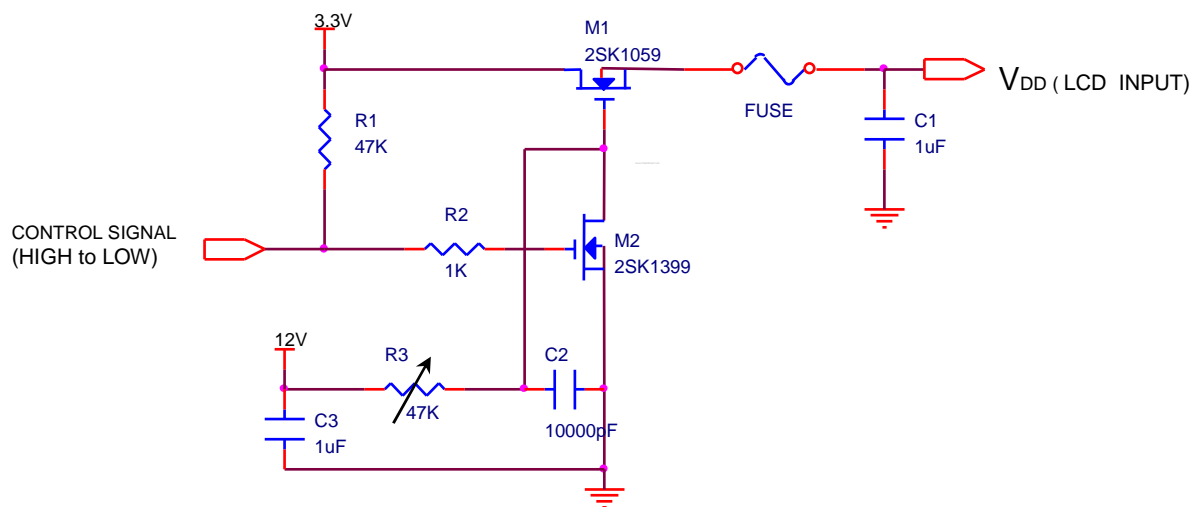 3.3V
M1
2SK1059
R1
47K
FUSE
VDD ( LCD INPUT)
C1
1uF
CONTROL SIGNAL
(HIGH to LOW)
R2
1K
M2
2SK1399
12V
R3
47K
C2
10000pF
C3
1uF